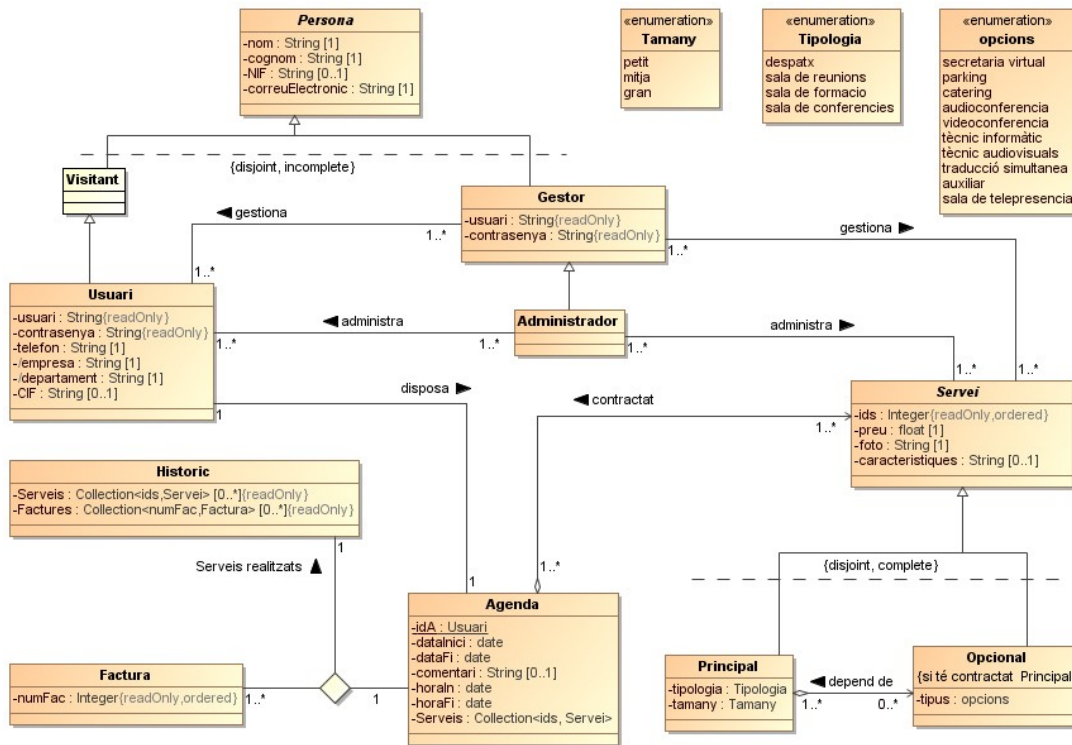 Persona
-nom : String [1]
-cognom : String [1]
-NIF : String [0..1]
-correuElectronic : String [1]
«enumeration»
Tamany
petit
mitja
gran
«enumeration»
Tipologia
despatx
sala de reunions
sala de formacio
sala de conferencies
«enumeration»
opcions
secretaria virtual
parking
catering
audioconferencia
videoconferencia
tècnic informàtic
tècnic audiovisuals
traducció simultanea
auxiliar
sala de telepresencia
{disjoint, incomplete}
Visitant
Gestor
-usuari : String{readOnly}
-contrasenya : String{readOnly}
gestiona
1..*
1..*
gestiona
1..*
1..*
Usuari
-usuari : String{readOnly}
-contrasenya : String{readOnly}
-telefon : String [1]
-/empresa : String [1]
-/departament : String [1]
-CIF : String [0..1]
administra
1..*
1..*
Administrador
administra
1..*
1..*
disposa
1
1
contractat
1..*
1..*
Servei
-ids : Integer{readOnly,ordered}
-preu : float [1]
-foto : String [1]
-caracteristiques : String [0..1]
Historic
-Serveis : Collection<ids,Servei> [0..*]{readOnly}
-Factures : Collection<numFac,Factura> [0..*]{readOnly}
1
Serveis realitzats
{disjoint, complete}
Agenda
-idA : Usuari
-dataInici : date
-dataFi : date
-comentari : String [0..1]
-horaIn : date
-horaFi : date
-Serveis : Collection<ids, Servei>
Factura
-numFac : Integer{readOnly,ordered}
1..*
1
Principal
-tipologia : Tipologia
-tamany : Tamany
depend de
1..*
0..*
Opcional
{si té contractat Principal}
-tipus : opcions